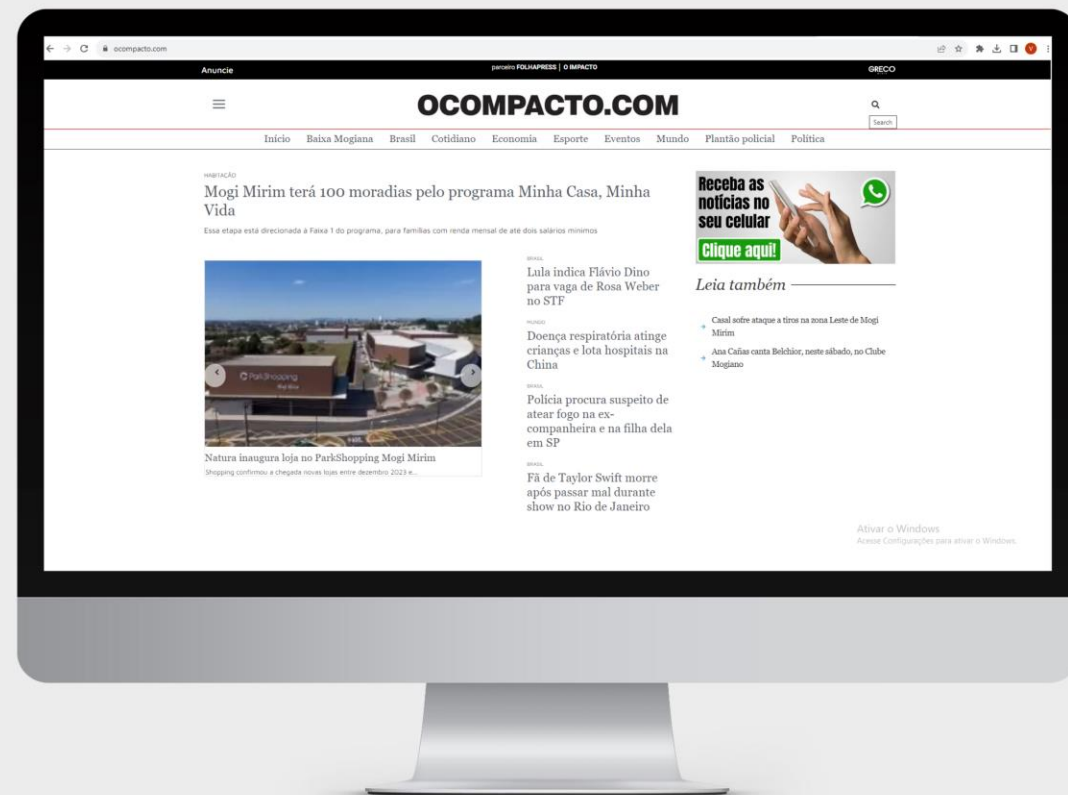 ocompacto.com
Anuncie
parceiro FOLHAPRESS | O IMPACTO
GRECO
OCOMPACTO.COM
Search
Início Baixa Mogiana Brasil Cotidiano Economia Esporte Eventos Mundo Plantão policial Política
HABITAÇÃO
Mogi Mirim terá 100 moradias pelo programa Minha Casa, Minha
Vida
Essa etapa está direcionada à Faixa 1 do programa, para famílias com renda mensal de até dois salários mínimos
ParkShopping
Mogi Mirim
Natura inaugura loja no ParkShopping Mogi Mirim
Shopping confirmou a chegada novas lojas entre dezembro 2023 e...
BRASIL
Lula indica Flávio Dino
para vaga de Rosa Weber
no STF
MUNDO
Doença respiratória atinge
crianças e lota hospitais na
China
BRASIL
Polícia procura suspeito de
atear fogo na ex-
companheira e na filha dela
em SP
BRASIL
Fã de Taylor Swift morre
após passar mal durante
show no Rio de Janeiro
Receba as
notícias no
seu celular
Clique aqui!
Leia também
Casal sofre ataque a tiros na zona Leste de Mogi
Mirim
Ana Cañas canta Belchior, neste sábado, no Clube
Mogiano
Ativar o Windows
Acesse Configurações para ativar o Windows.